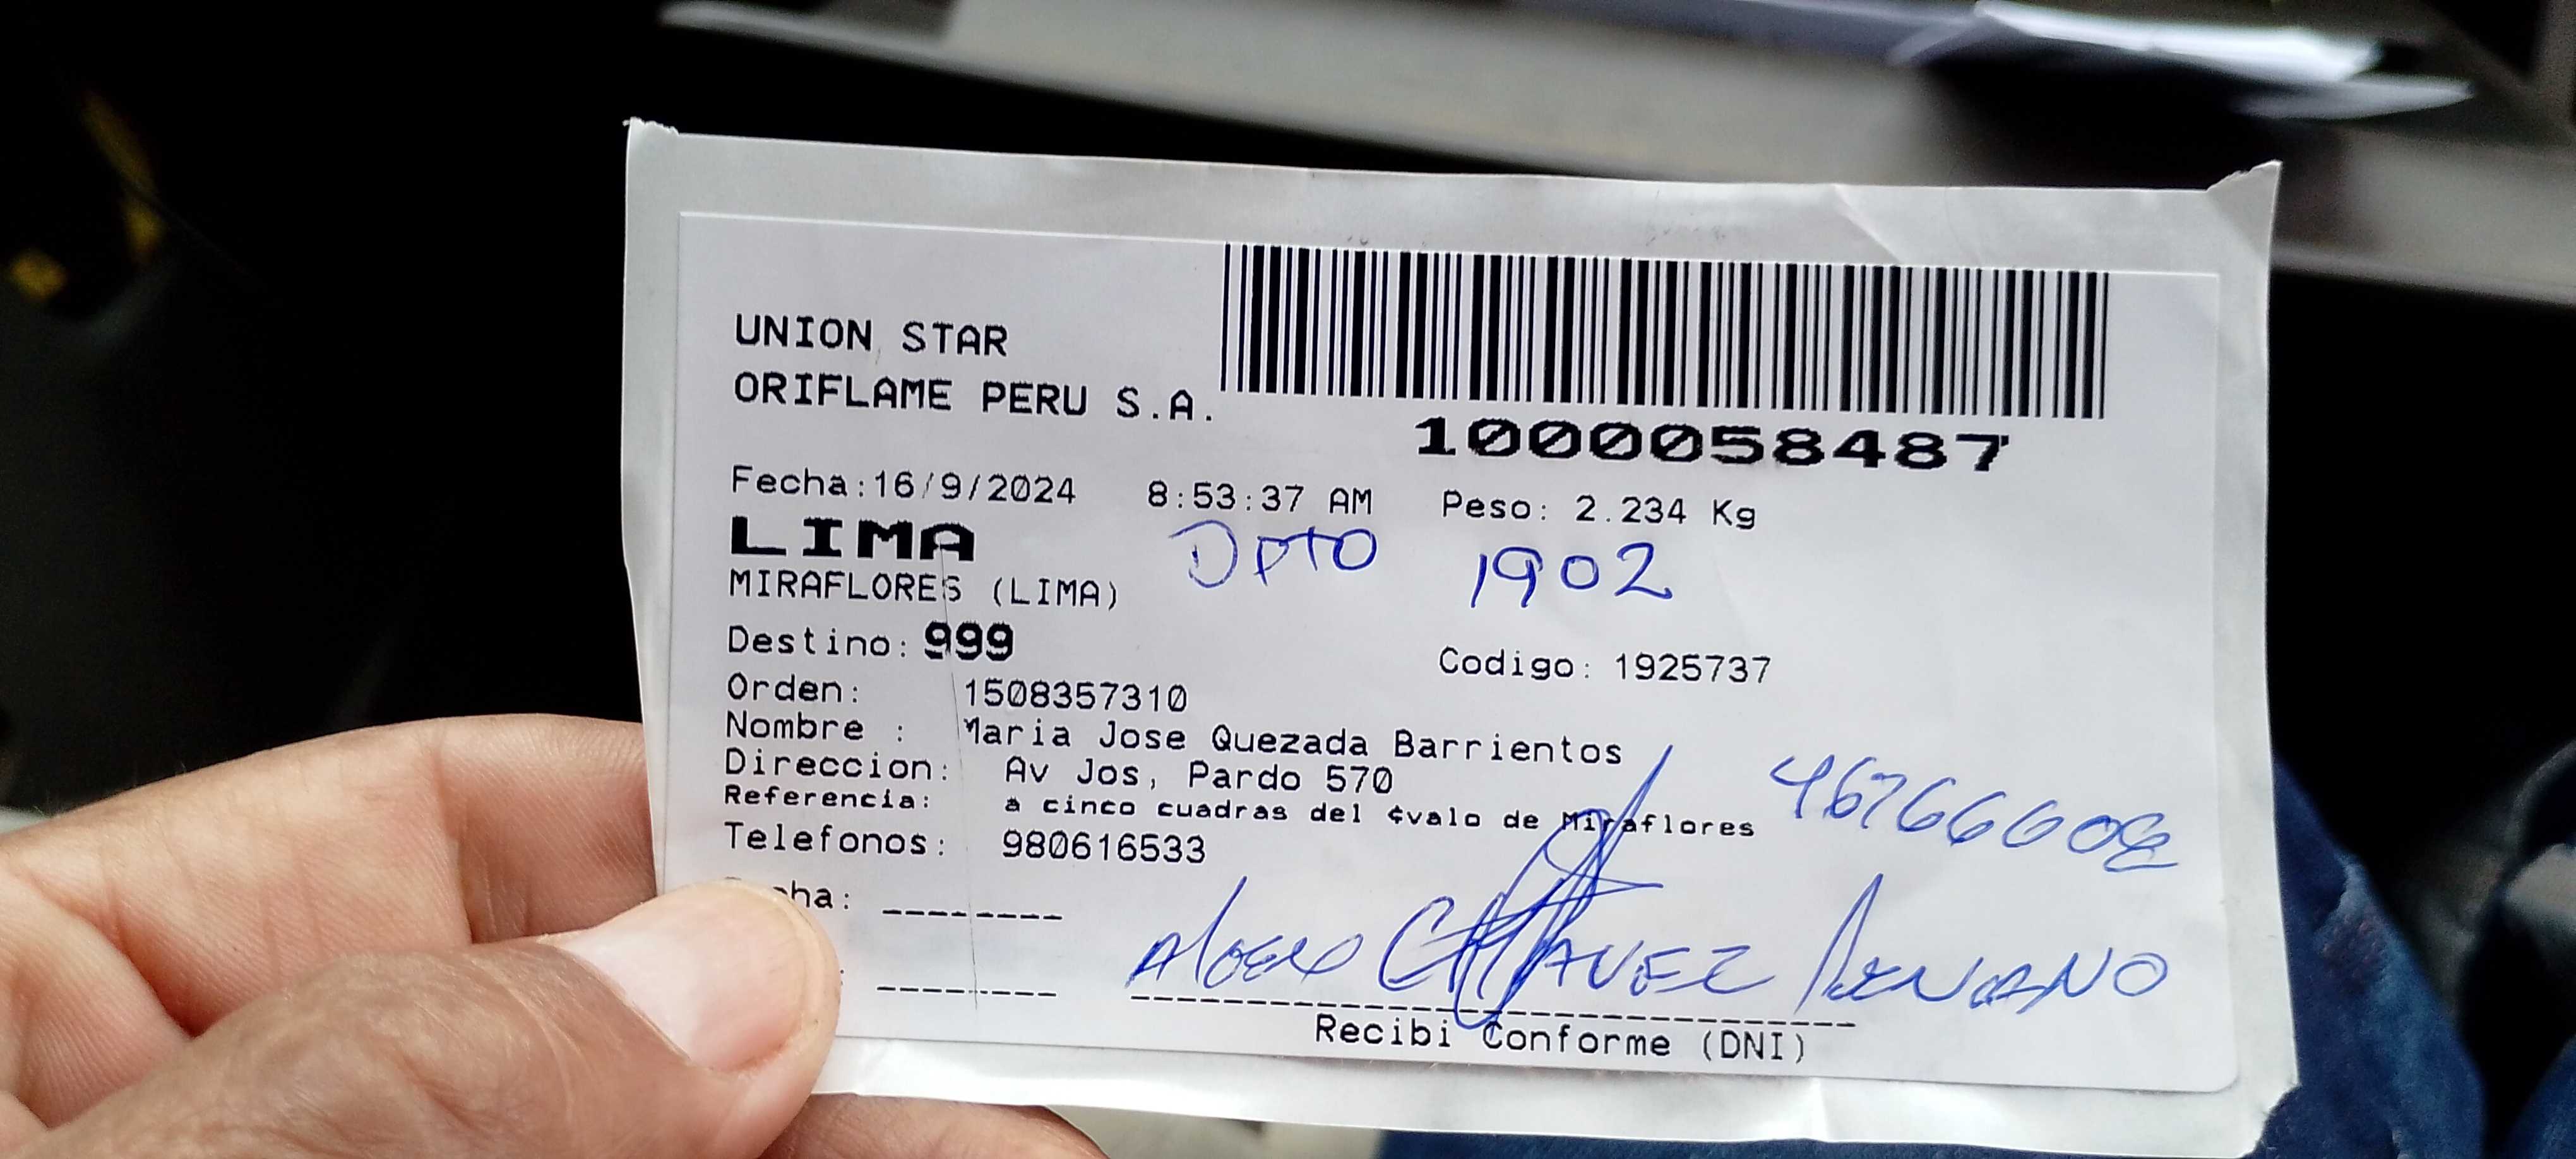 UNION STAR
ORIFLAME PERU S.A.
1000058487
Fecha:16/9/2024 8:53:37 AM Peso: 2.234 Kg
LIMA DPTO 1902
MIRAFLORES (LIMA)
Destino: 999 Codigo: 1925737
Orden: 1508357310
Nombre : Maria Jose Quezada Barrientos
Direccion: Av Jos, Pardo 570
Referencia: a cinco cuadras del ¢valo de Miraflores
Telefonos: 980616533
46766608
cha: --------
: --------
CHAVEZ
Recibi Conforme (DNI)